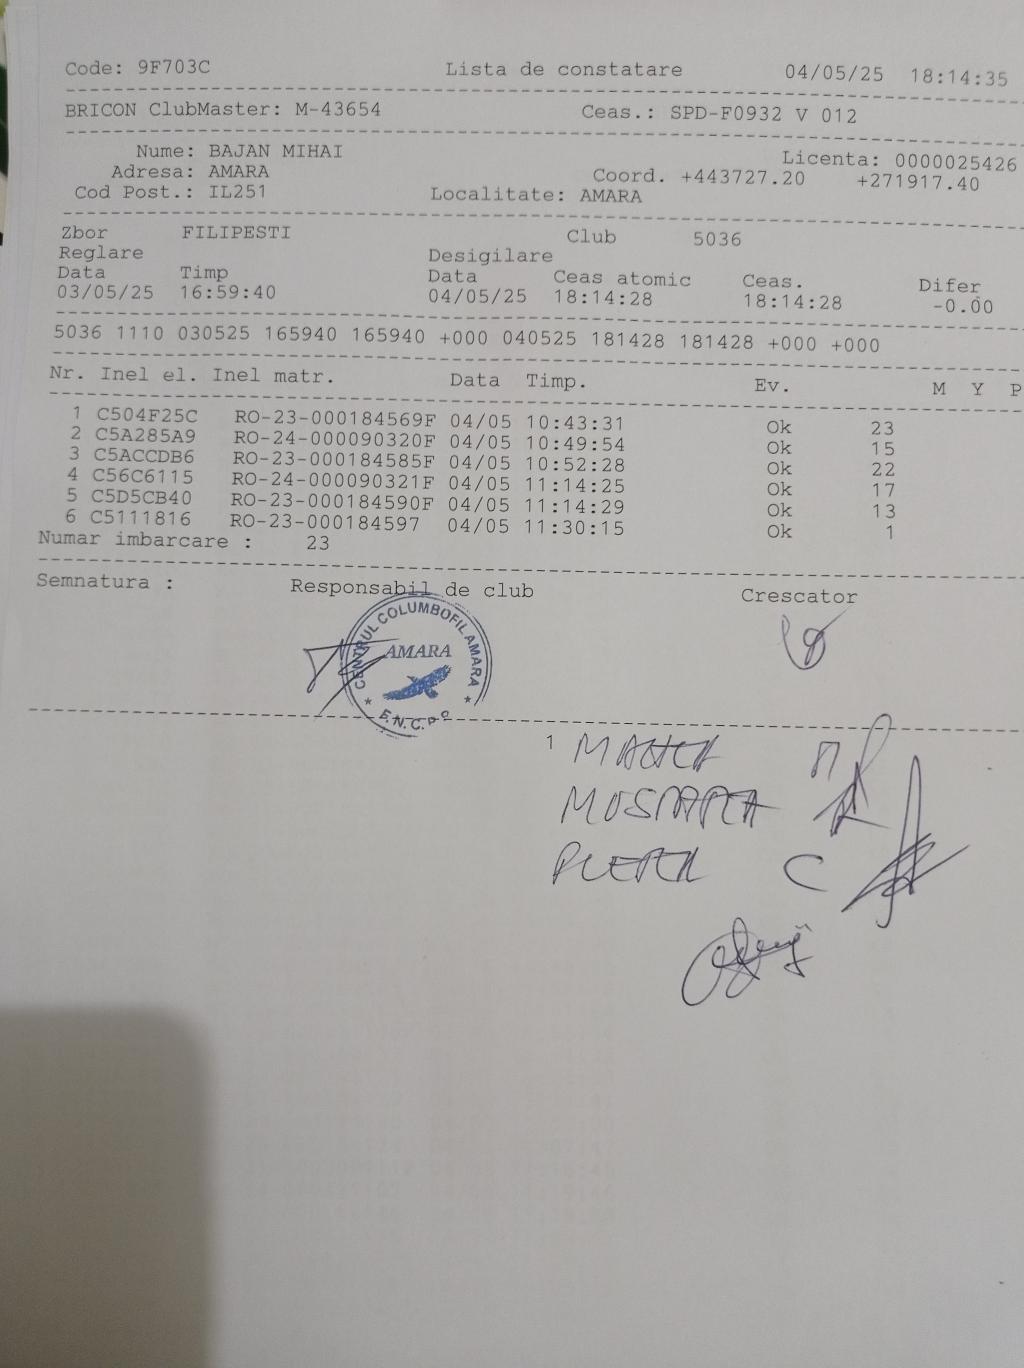 Code: 9F703C Lista de constatare 04/05/25 18:14:35
BRICON ClubMaster: M-43654 Ceas.: SPD-F0932 V 012
Nume: BAJAN MIHAI Licenta: 0000025426
Adresa: AMARA Coord. +443727.20 +271917.40
Cod Post.: IL251 Localitate: AMARA
Zbor FILIPESTI Club 5036
Reglare Desigilare
Data Timp Data Ceas atomic Ceas. Difer
03/05/25 16:59:40 04/05/25 18:14:28 18:14:28 -0.00
5036 1110 030525 165940 165940 +000 040525 181428 181428 +000 +000
Nr. Inel el. Inel matr. Data Timp. Ev. M Y P
1 C504F25C RO-23-000184569F 04/05 10:43:31 Ok 23
2 C5A285A9 RO-24-000090320F 04/05 10:49:54 Ok 15
3 C5ACCDB6 RO-23-000184585F 04/05 10:52:28 Ok 22
4 C56C6115 RO-24-000090321F 04/05 11:14:25 Ok 17
5 C5D5CB40 RO-23-000184590F 04/05 11:14:29 Ok 13
6 C5111816 RO-23-000184597 04/05 11:30:15 Ok 1
Numar imbarcare : 23
Semnatura : Responsabil de club Crescator
CENTRUL COLUMBOFIL AMARA
AMARA
1
C